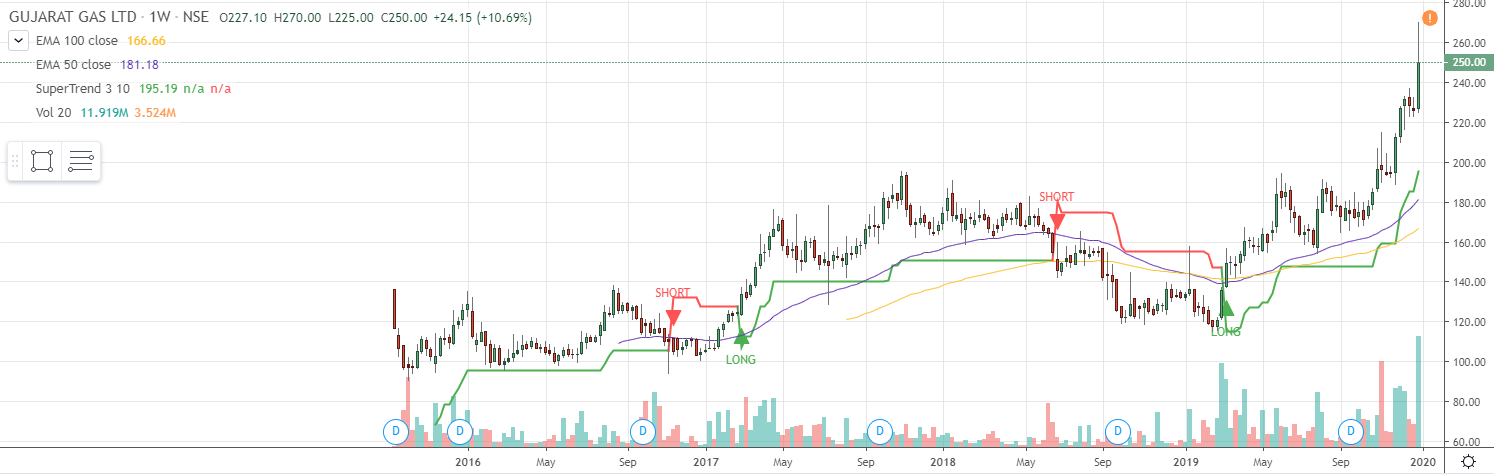 GUJARAT GAS LTD · 1W · NSE O227.10 H270.00 L225.00 C250.00 +24.15 (+10.69%)
EMA 100 close 166.66
EMA 50 close 181.18
SuperTrend 3 10 195.19 n/a n/a
Vol 20 11.919M 3.524M
280.00
260.00
250.00
240.00
220.00
200.00
180.00
160.00
140.00
120.00
100.00
80.00
60.00
SHORT
SHORT
LONG
LONG
D D D D D D
2016 May Sep 2017 May Sep 2018 May Sep 2019 May Sep 2020